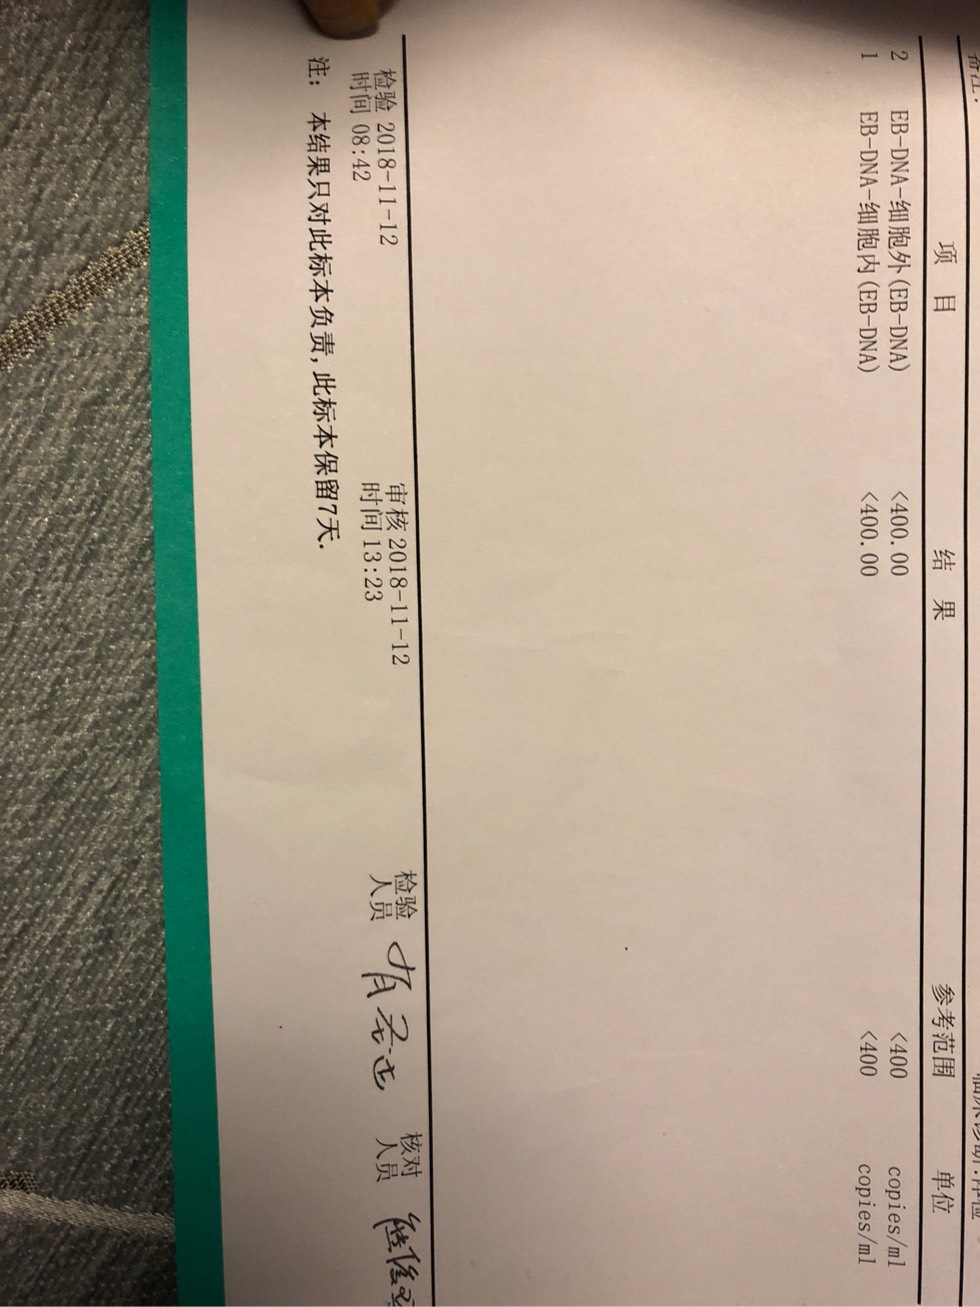 备注:
项 目 结 果 参考范围 单位
1 EB-DNA-细胞内(EB-DNA) <400.00 <400 copies/ml
2 EB-DNA-细胞外(EB-DNA) <400.00 <400 copies/ml
检验 2018-11-12 审核 2018-11-12 检验 核对
时间 08:42 时间 13:23 人员 人员
注: 本结果只对此标本负责,此标本保留7天.